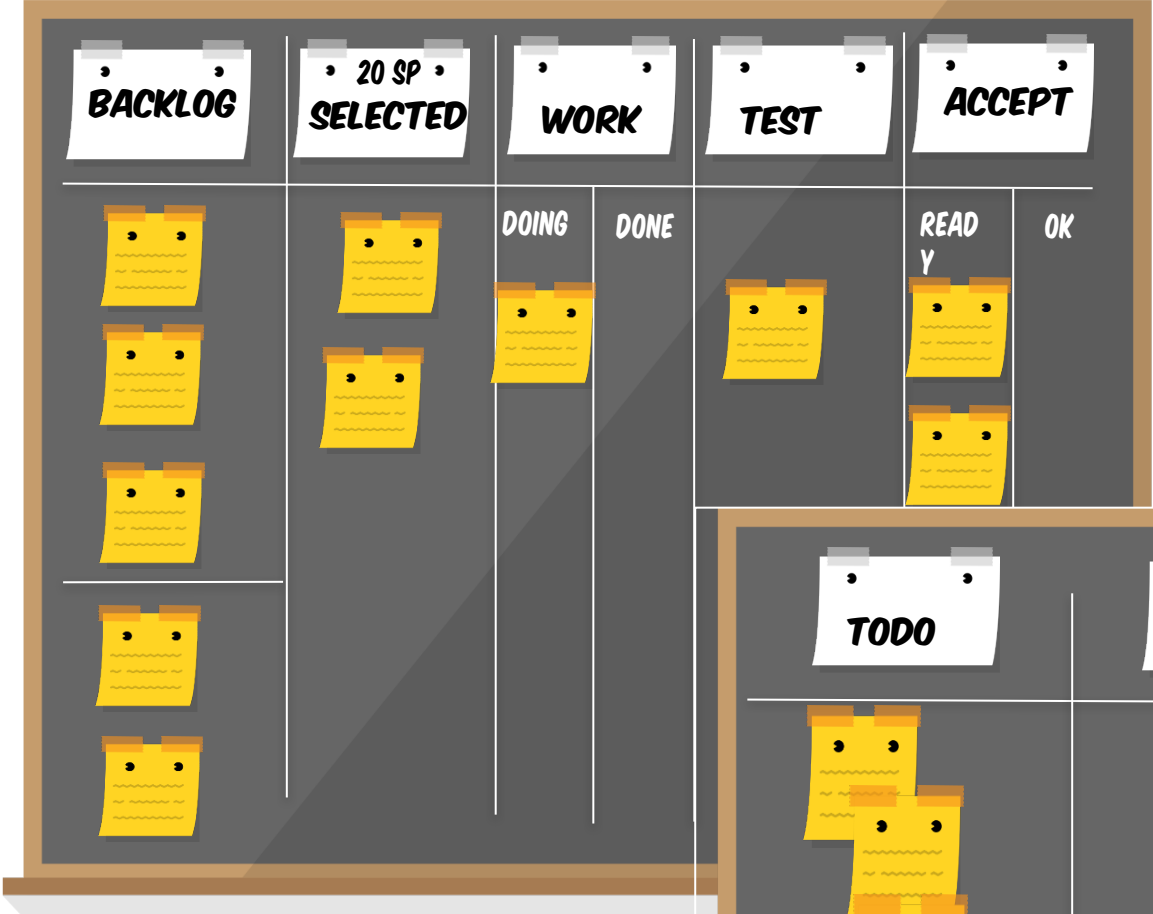 BACKLOG
20 SP
SELECTED
WORK
TEST
ACCEPT
DOING
DONE
READ
Y
OK
TODO